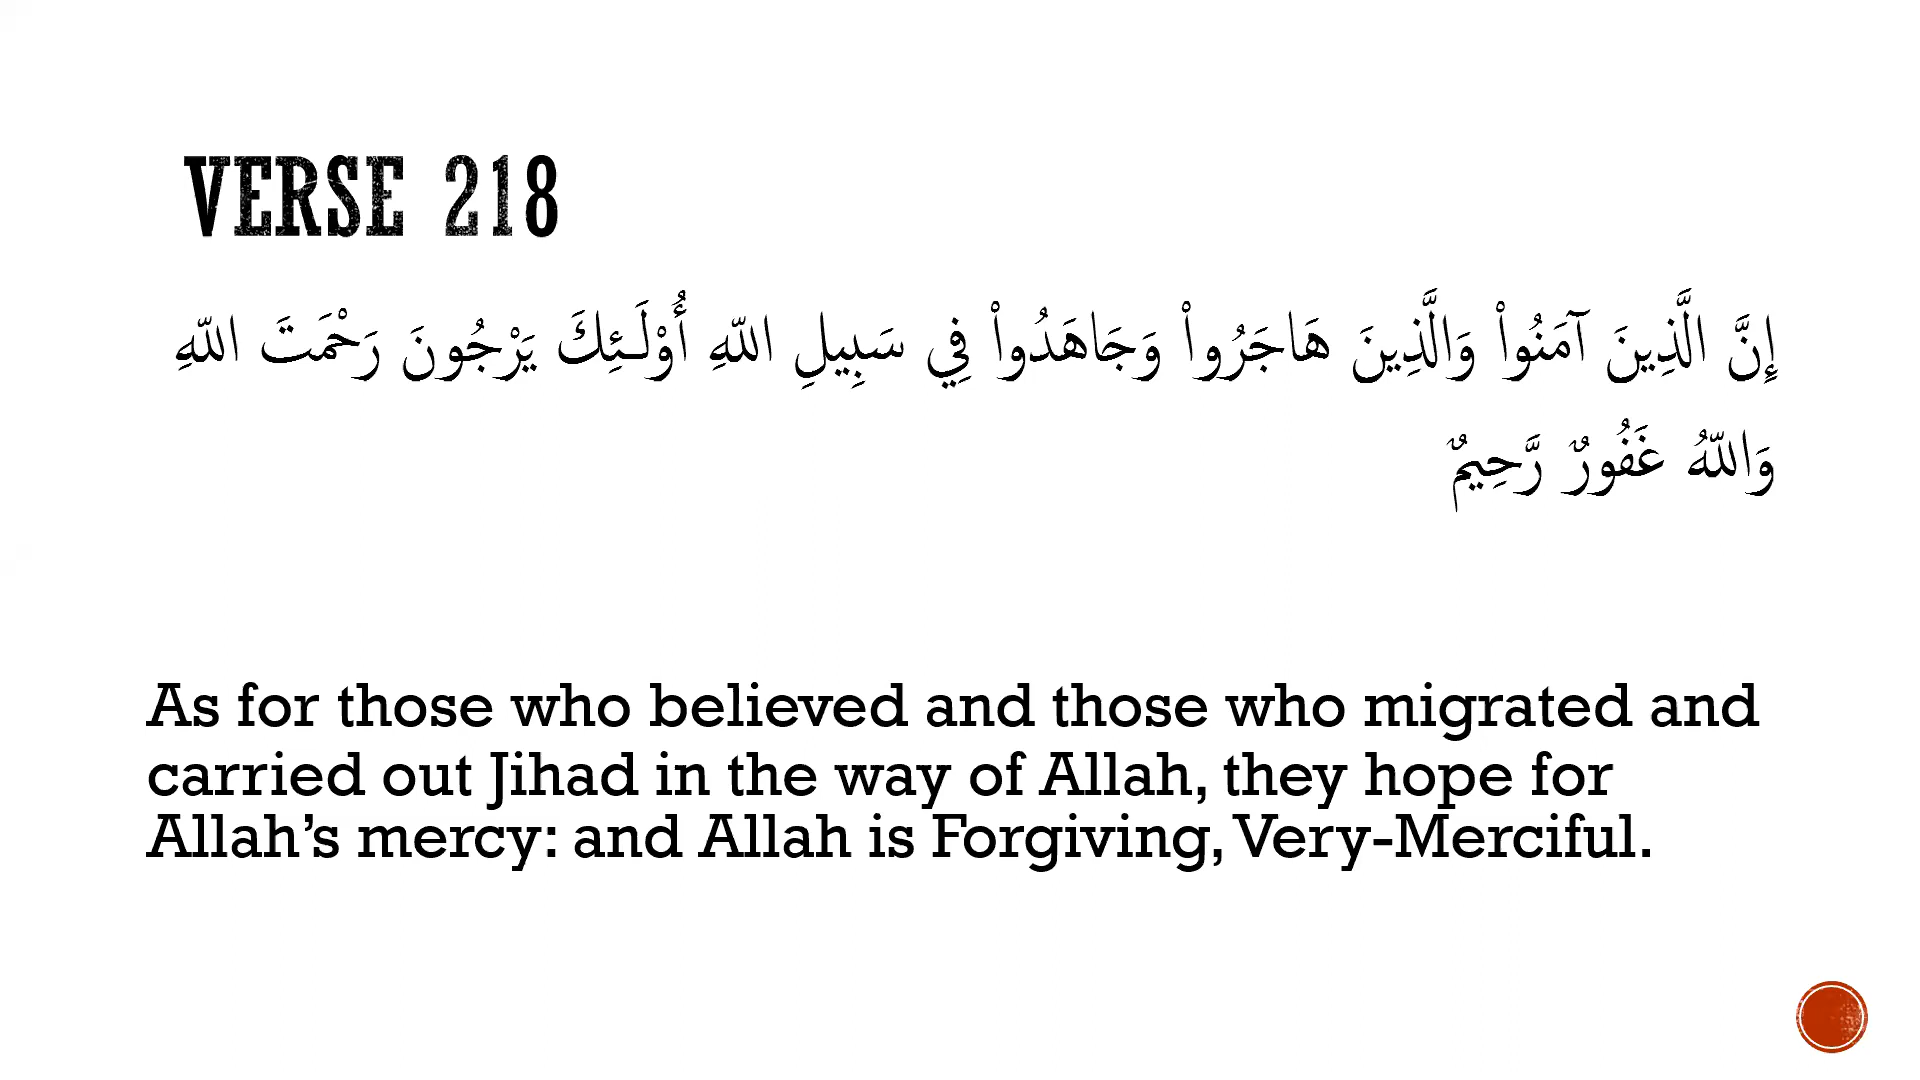 VERSE 218
إِنَّ الَّذِينَ آمَنُواْ وَالَّذِينَ هَاجَرُواْ وَجَاهَدُواْ فِي سَبِيلِ اللّهِ أُوْلَـئِكَ يَرْجُونَ رَحْمَتَ اللّهِ
وَاللّهُ غَفُورٌ رَّحِيمٌ
As for those who believed and those who migrated and
carried out Jihad in the way of Allah, they hope for
Allah’s mercy: and Allah is Forgiving, Very-Merciful.